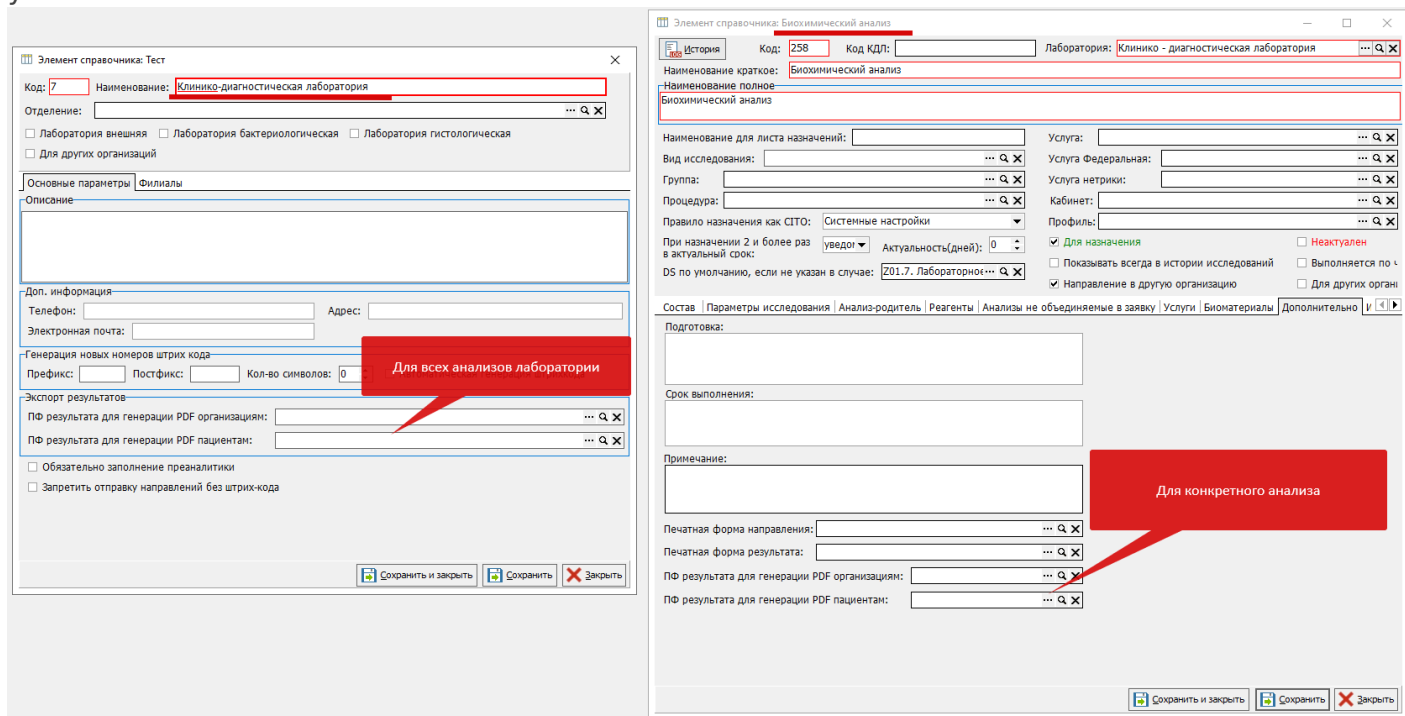 Элемент справочника: Тест
Код: 7 Наименование: Клинико-диагностическая лаборатория
Отделение:
Лаборатория внешняя Лаборатория бактериологическая Лаборатория гистологическая
Для других организаций
Основные параметры Филиалы
Описание
Доп. информация
Телефон: Адрес:
Электронная почта:
Генерация новых номеров штрих кода
Префикс: Постфикс: Кол-во символов: 0
Для всех анализов лаборатории
Экспорт результатов
ПФ результата для генерации PDF организациям:
ПФ результата для генерации PDF пациентам:
Обязательно заполнение преаналитики
Запретить отправку направлений без штрих-кода
Сохранить и закрыть Сохранить Закрыть
Элемент справочника: Биохимический анализ
История Код: 258 Код КДЛ: Лаборатория: Клинико - диагностическая лаборатория
Наименование краткое: Биохимический анализ
Наименование полное
Биохимический анализ
Наименование для листа назначений: Услуга:
Вид исследования: Услуга Федеральная:
Группа: Услуга нетрики:
Процедура: Кабинет:
Правило назначения как CITO: Системные настройки Профиль:
При назначении 2 и более раз
в актуальный срок: уведог Актуальность(дней): 0 Для назначения Неактуален
Показывать всегда в истории исследований Выполняется по
DS по умолчанию, если не указан в случае: Z01.7. Лабораторное
Направление в другую организацию Для других орган
Состав Параметры исследования Анализ-родитель Реагенты Анализы не объединяемые в заявку Услуги Биоматериалы Дополнительно И
Подготовка:
Срок выполнения:
Примечание:
Для конкретного анализа
Печатная форма направления:
Печатная форма результата:
ПФ результата для генерации PDF организациям:
ПФ результата для генерации PDF пациентам:
Сохранить и закрыть Сохранить Закрыть